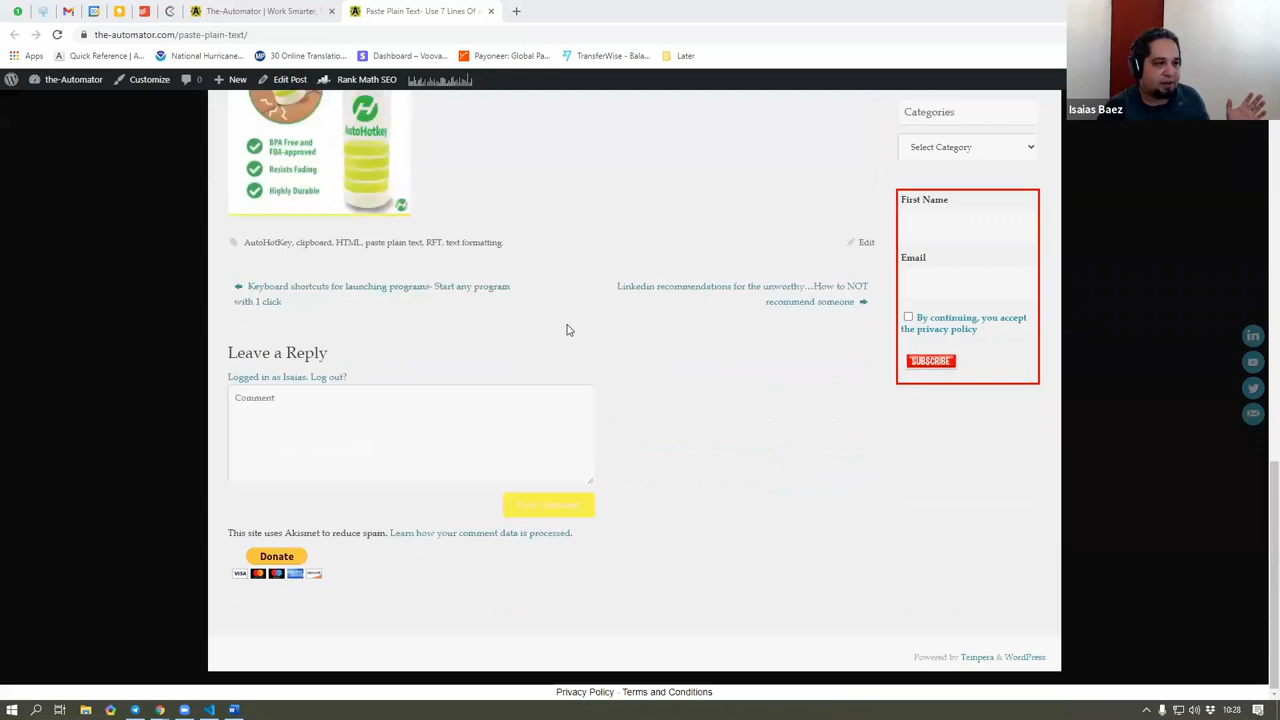 The-Automator | Work Smarter,
Paste Plain Text- Use 7 Lines Of
the-automator.com/paste-plain-text/
Apps
Quick Reference | A...
National Hurricane...
30 Online Translatio...
Dashboard – Voova...
Payoneer: Global Pa...
TransferWise - Bala...
Later
the-Automator
Customize
0
New
Edit Post
Rank Math SEO
Isaias Baez
AutoHotkey
BPA Free and
FDA-approved
Resists Fading
Highly Durable
Categories
Select Category
First Name
Email
By continuing, you accept
the privacy policy
SUBSCRIBE
AutoHotKey, clipboard, HTML, paste plain text, RFT, text formatting.
Edit
Keyboard shortcuts for launching programs- Start any program
with 1 click
Linkedin recommendations for the unworthy...How to NOT
recommend someone
Leave a Reply
Logged in as Isaias. Log out?
Comment
Post Comment
This site uses Akismet to reduce spam. Learn how your comment data is processed.
Donate
VISA
Powered by Tempera & WordPress
Privacy Policy - Terms and Conditions
10:28